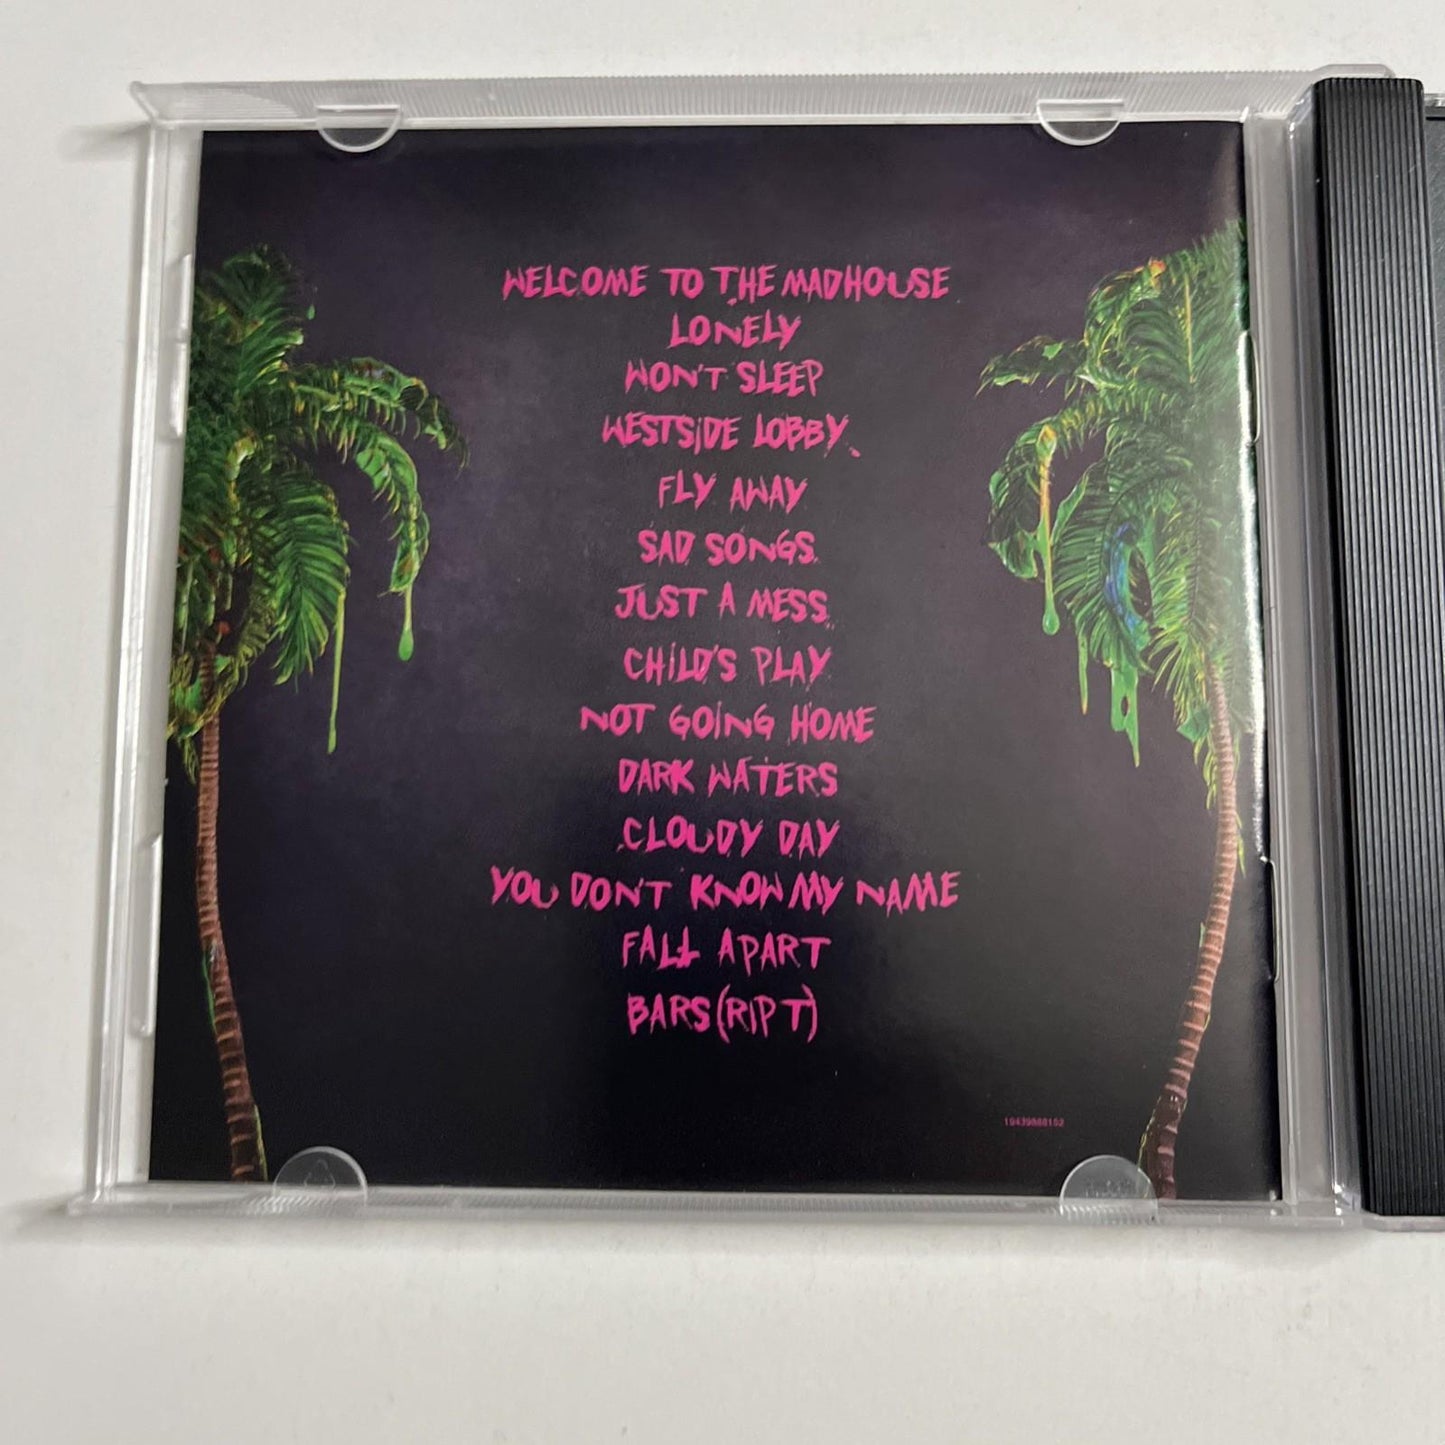 WELCOME TO THE MADHOUSE
LONELY
WON'T SLEEP
WESTSIDE LOBBY
FLY AWAY
SAD SONGS
JUST A MESS
CHILD'S PLAY
NOT GOING HOME
DARK WATERS
CLOUDY DAY
YOU DON'T KNOW MY NAME
FALL APART
BARS (RIP T)
19439888152